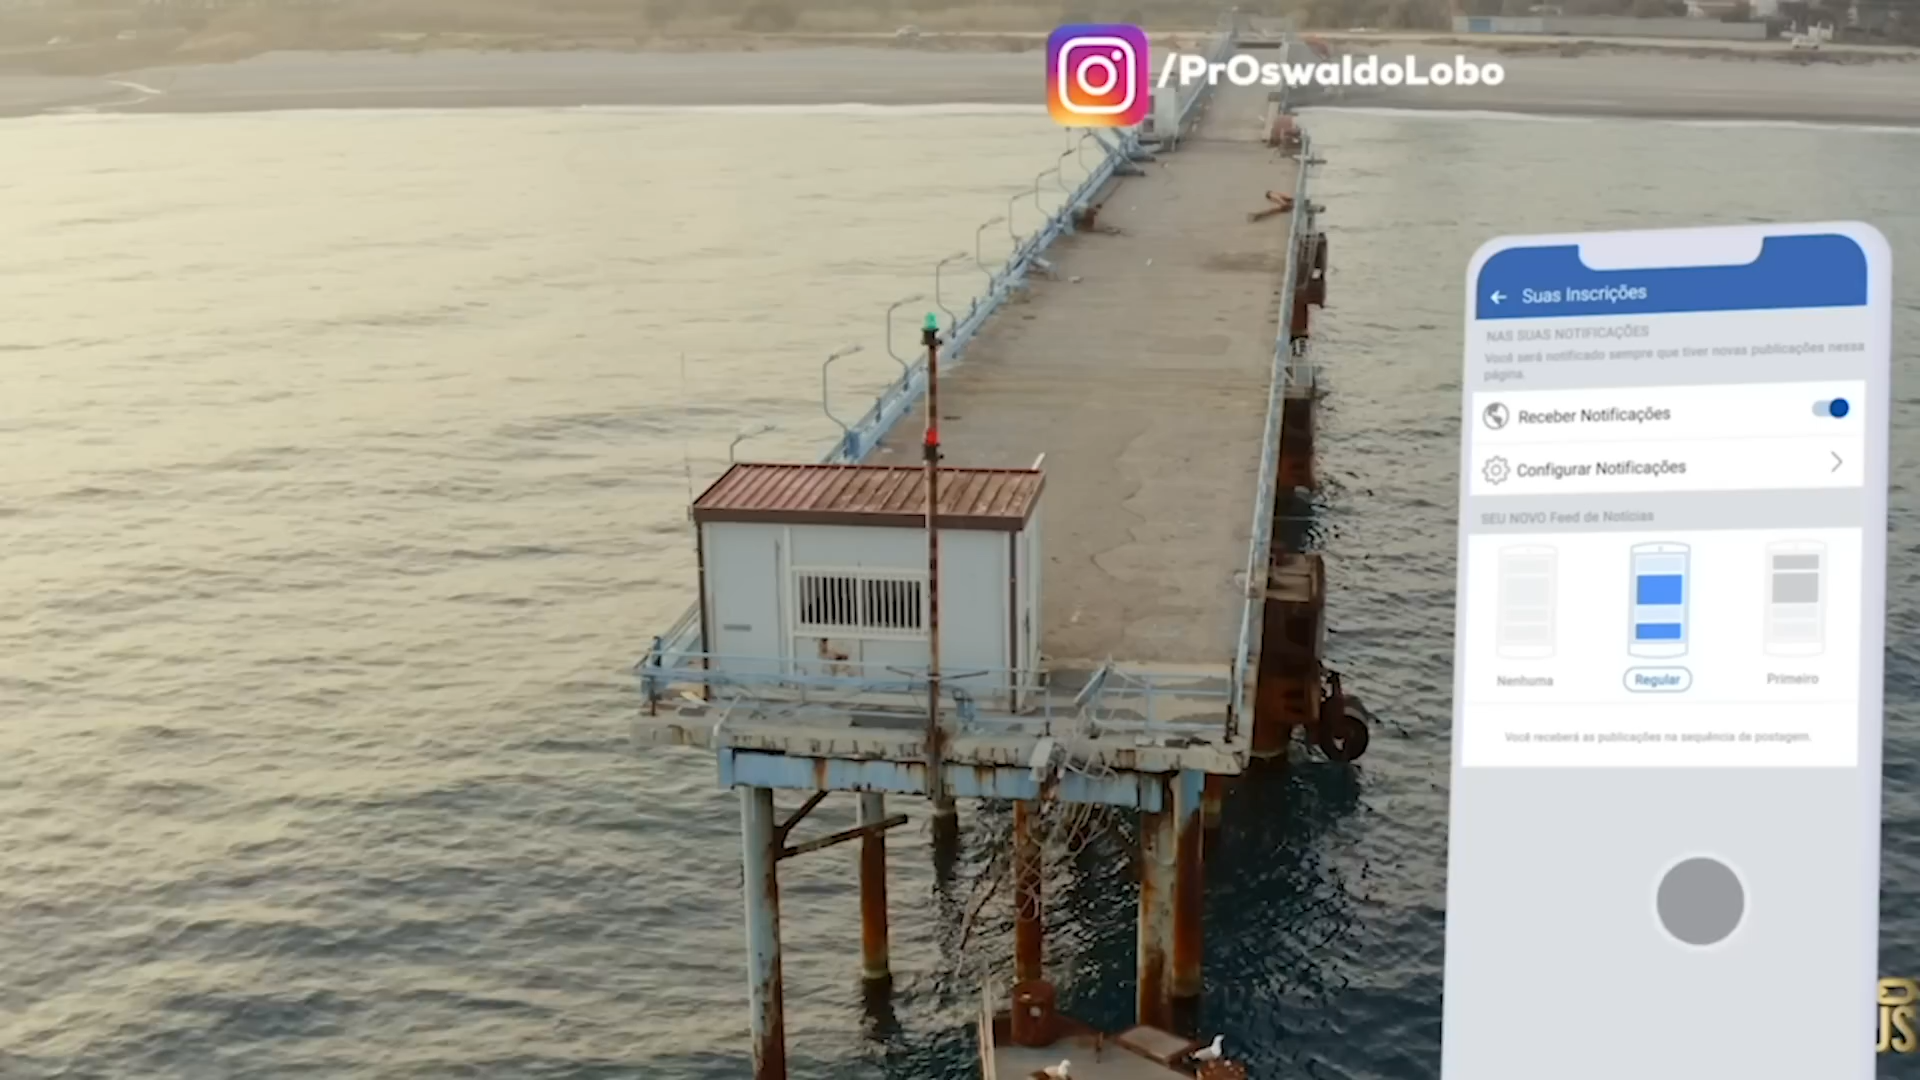 /PrOswaldoLobo
Suas Inscrições
NAS SUAS NOTIFICAÇÕES
Você será notificado sempre que tiver novas publicações nessa
página.
Receber Notificações
Configurar Notificações
SEU NOVO Feed de Notícias
Nenhuma
Regular
Primeiro
Você receberá as publicações na sequência de postagem.